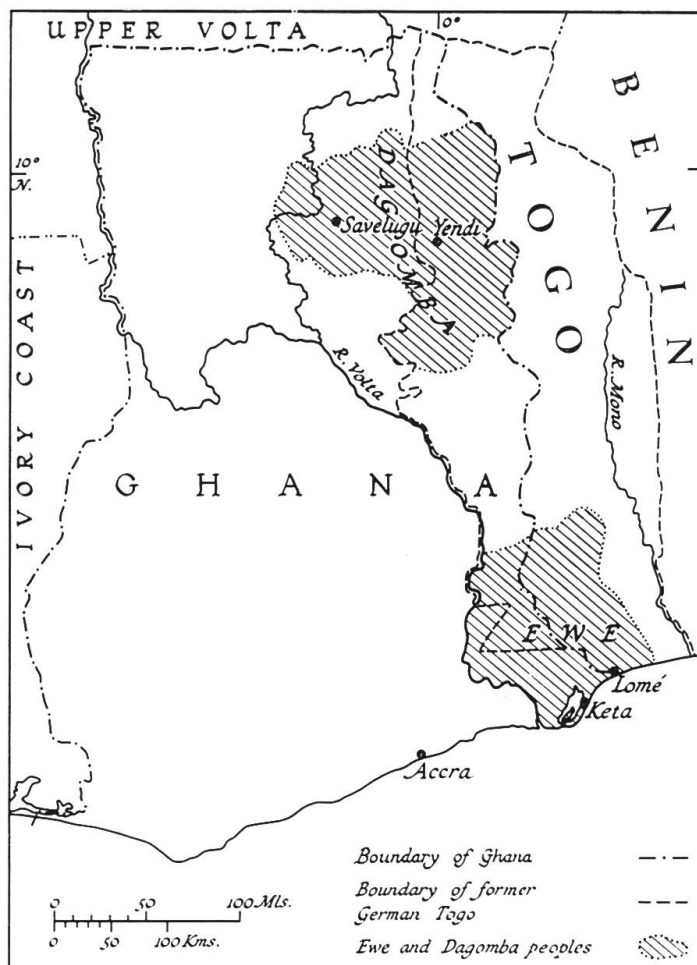 UPPER VOLTA
0°
BENIN
TOGO
10°
N.
DAGOMBA
Savelugu
Yendi
IVORY COAST
R. Volta
R. Mono
GHANA
EWE
Lomé
Keta
Accra
Boundary of Ghana
Boundary of former
German Togo
Ewe and Dagomba peoples
0 50 100 Mls.
0 50 100 Kms.